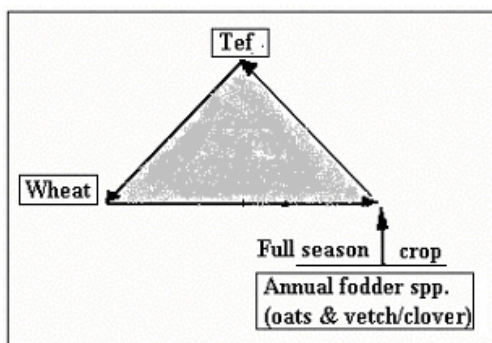 Tef
Wheat
Full season crop
Annual fodder spp.
(oats & vetch/clover)